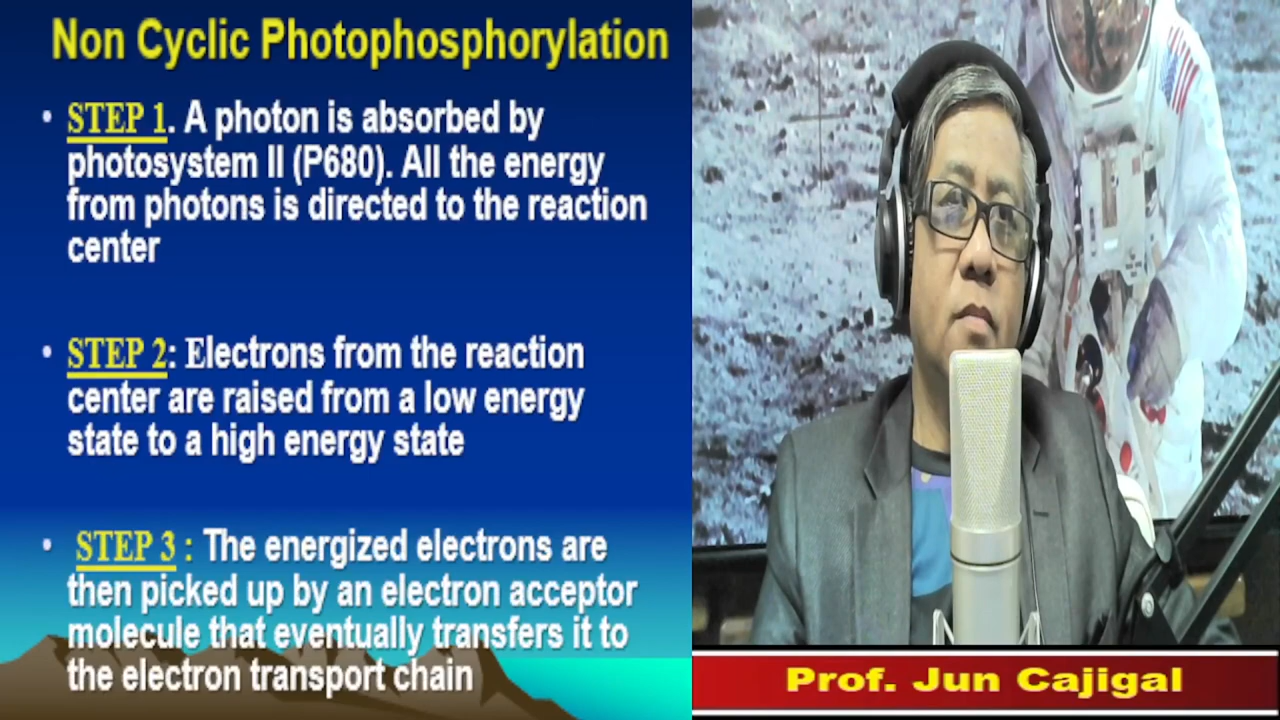 Non Cyclic Photophosphorylation
• STEP 1. A photon is absorbed by
photosystem II (P680). All the energy
from photons is directed to the reaction
center
• STEP 2: Electrons from the reaction
center are raised from a low energy
state to a high energy state
• STEP 3 : The energized electrons are
then picked up by an electron acceptor
molecule that eventually transfers it to
the electron transport chain
Prof. Jun Cajigal